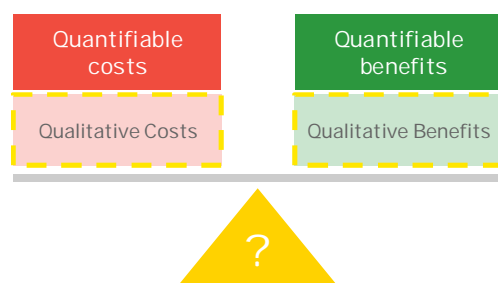 Quantifiable
costs
Quantifiable
benefits
Qualitative Costs
Qualitative Benefits
?